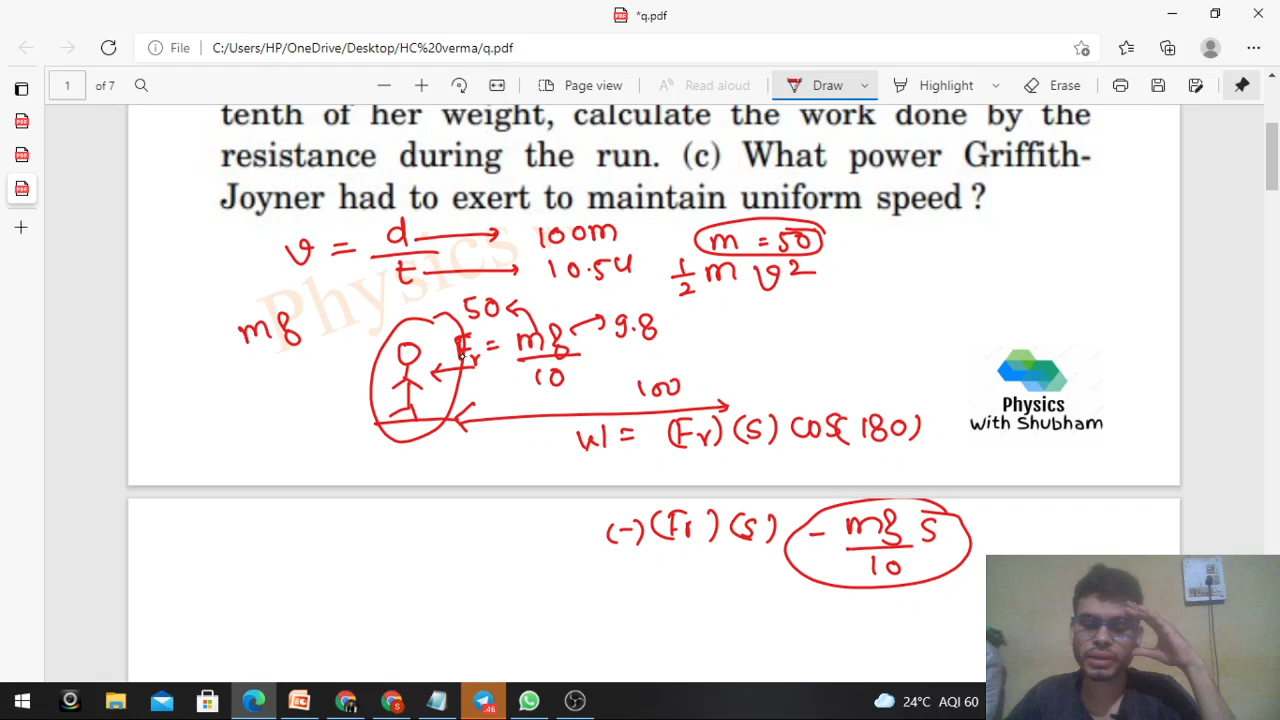 *q.pdf
File C:/Users/HP/OneDrive/Desktop/HC%20verma/q.pdf
1 of 7 Page view Read aloud Draw Highlight Erase
tenth of her weight, calculate the work done by the
resistance during the run. (c) What power Griffith-
Joyner had to exert to maintain uniform speed ?
v = d/t d → 100m m = 50
t → 10.54 1/2 m v2
Physics
mg 50 Fr = mg/10 9.8
100
W = (Fr) (s) cos(180)
Physics
with Shubham
(-) (Fr) (s) - mg/10 s
46
24°C AQI 60